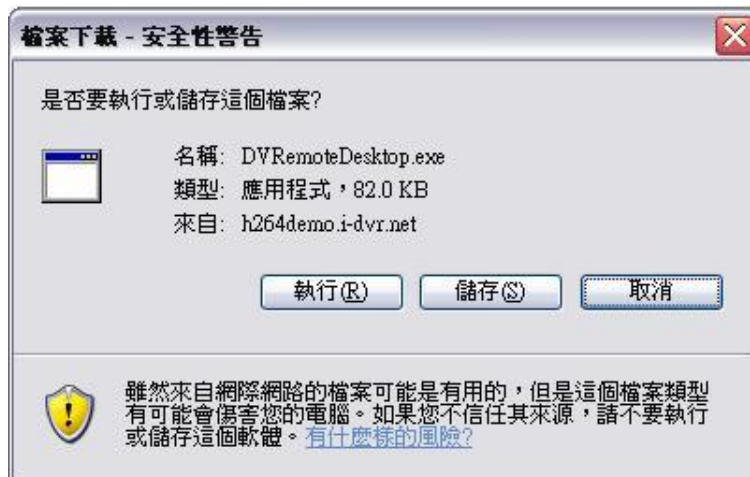 檔案下載 - 安全性警告
是否要執行或儲存這個檔案?
名稱: DVRemoteDesktop.exe
類型: 應用程式,82.0 KB
來自: h264demo.i-dvr.net
執行(R) 儲存(S) 取消
雖然來自網際網路的檔案可能是有用的,但是這個檔案類型
有可能會傷害您的電腦。如果您不信任其來源,請不要執行
或儲存這個軟體。有什麼樣的風險?